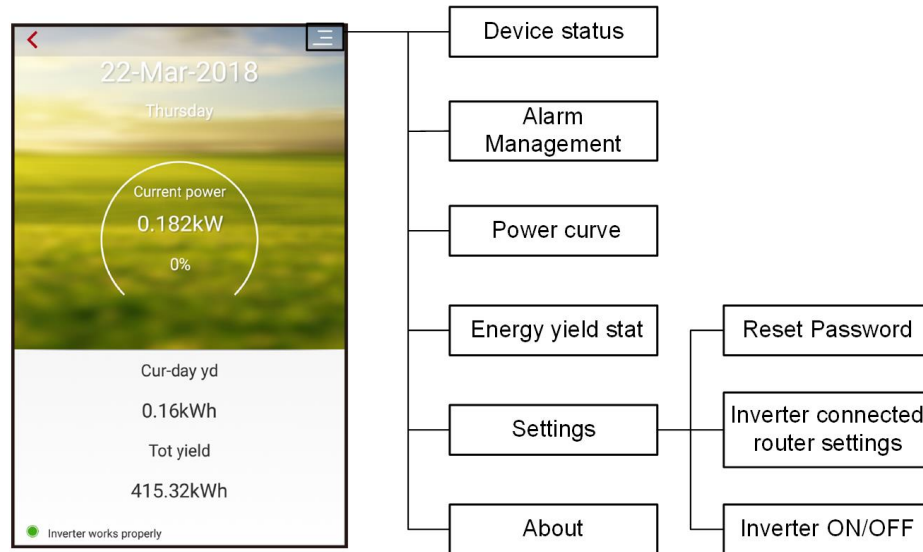 22-Mar-2018
Thursday
Current power
0.182kW
0%
Cur-day yd
0.16kWh
Tot yield
415.32kWh
Inverter works properly
Device status
Alarm
Management
Power curve
Energy yield stat
Settings
About
Reset Password
Inverter connected
router settings
Inverter ON/OFF